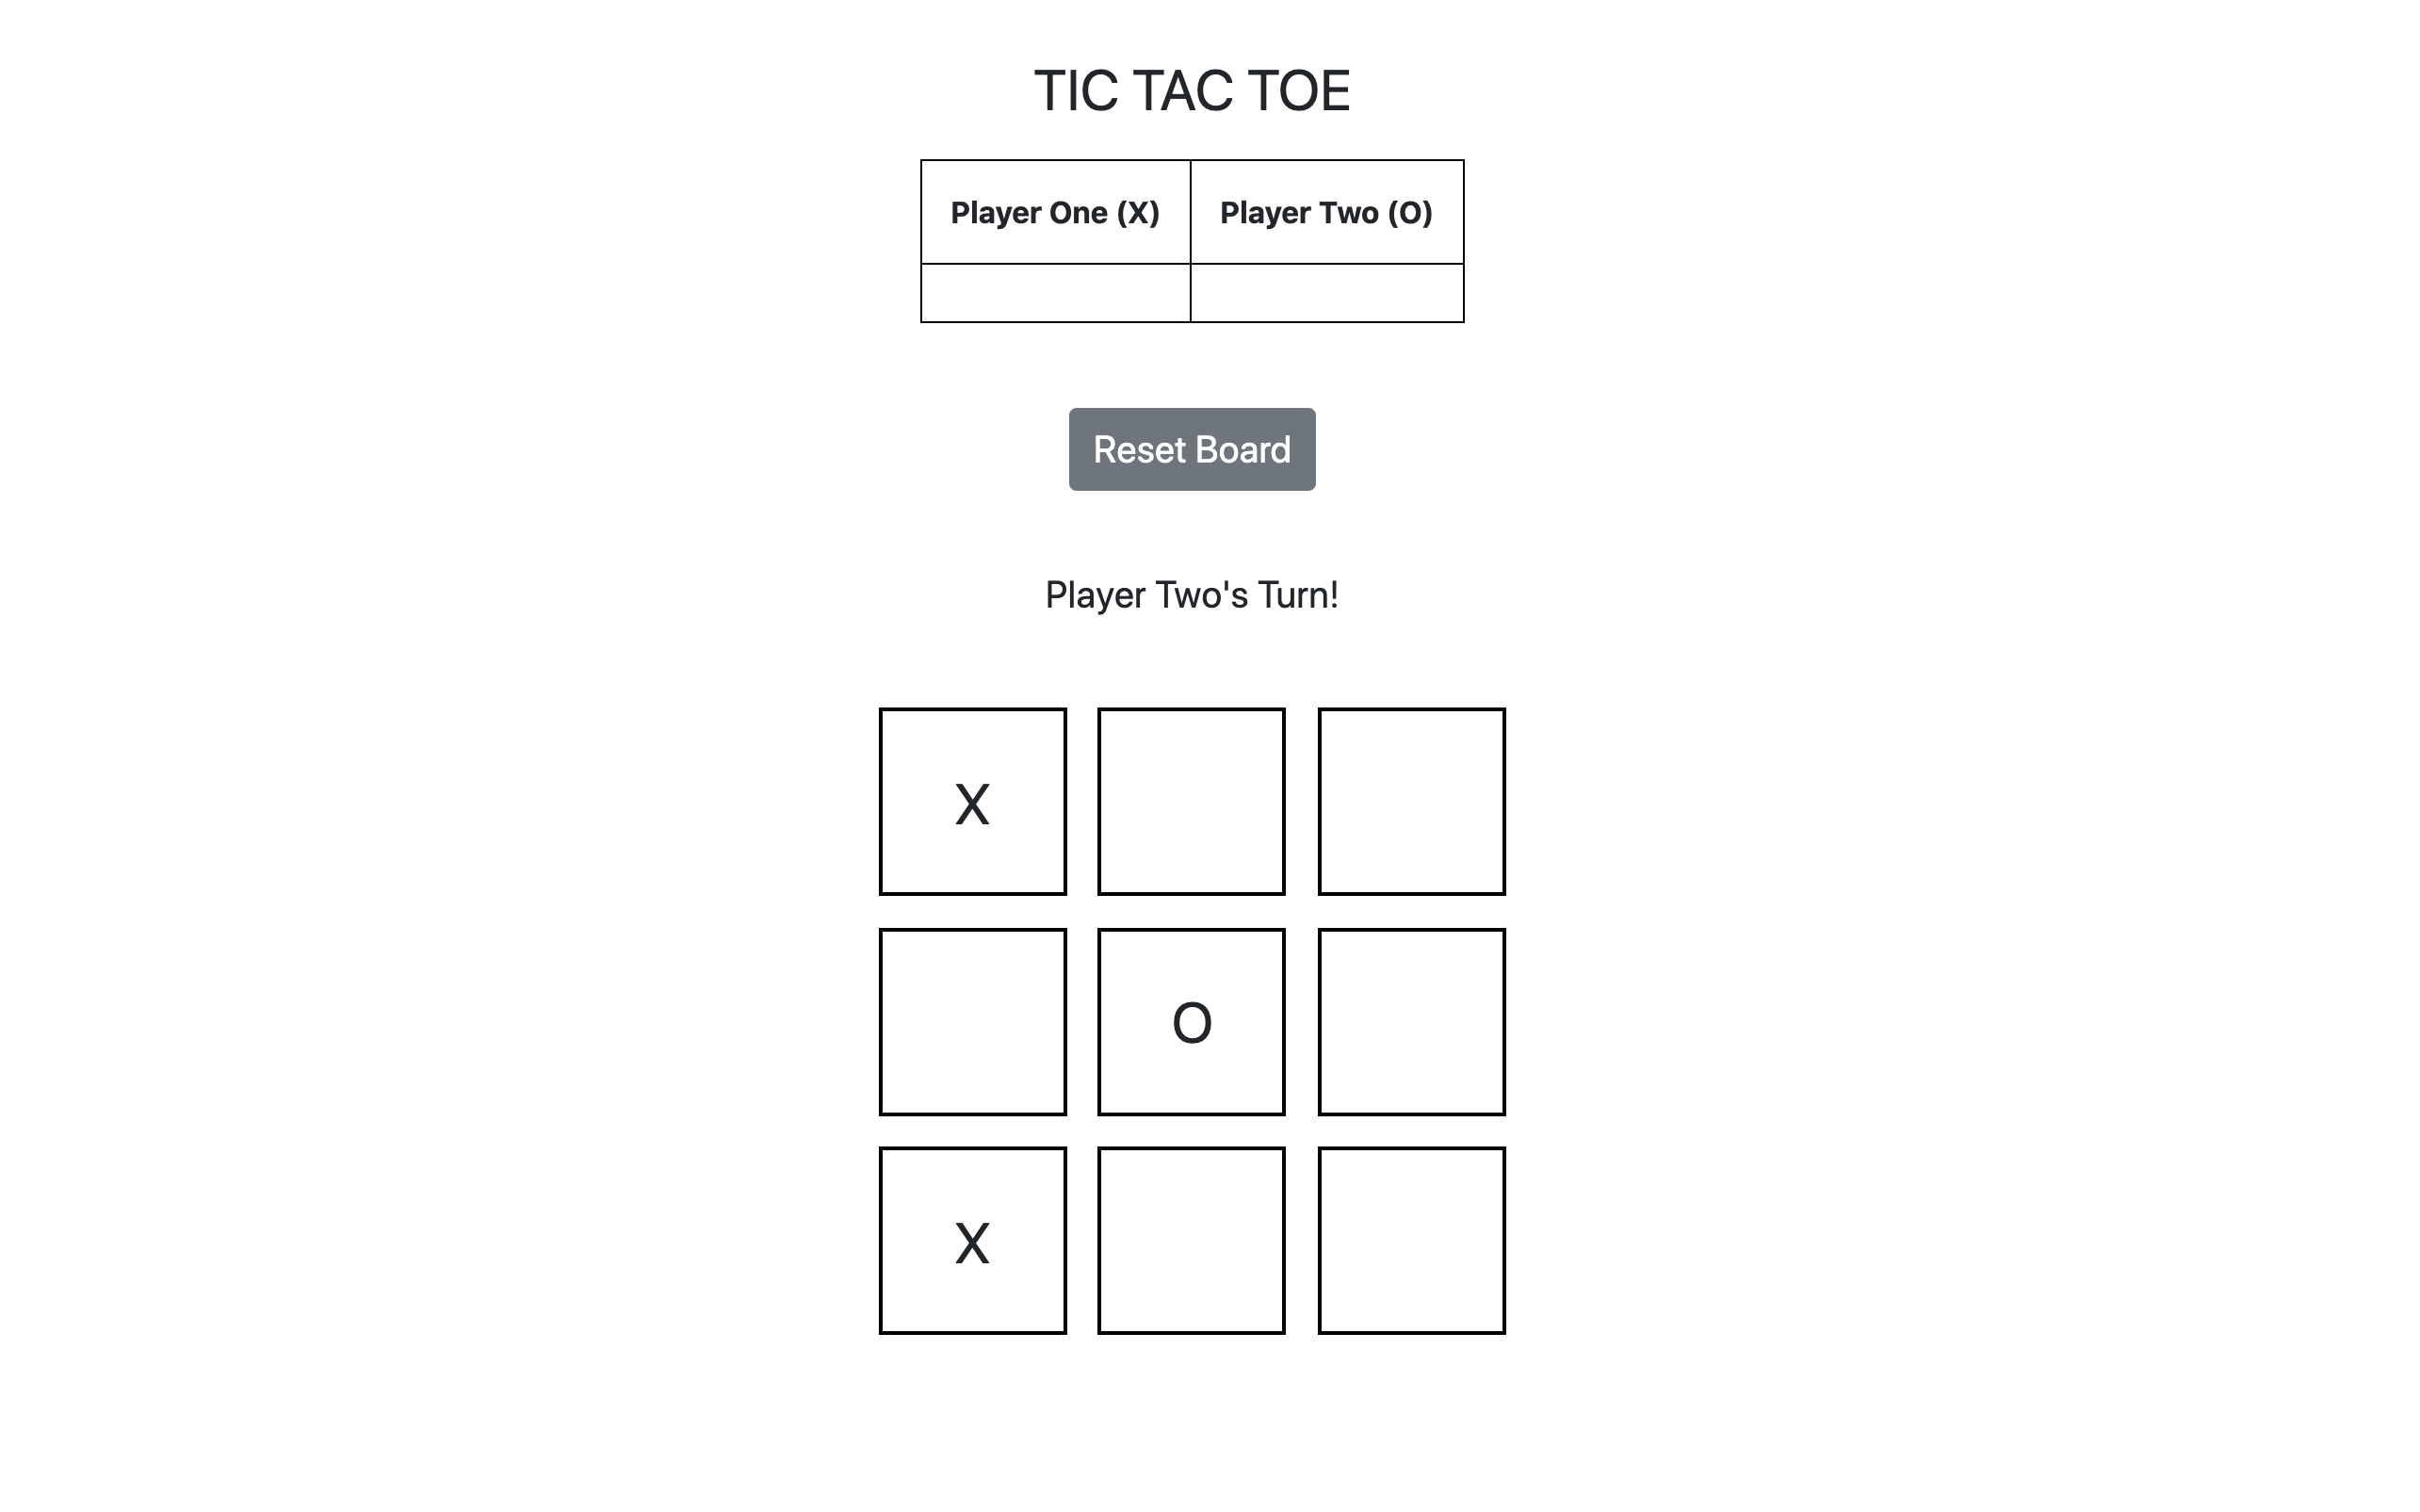 TIC TAC TOE
Player One (X) Player Two (O)
Reset Board
Player Two's Turn!
X
O
X